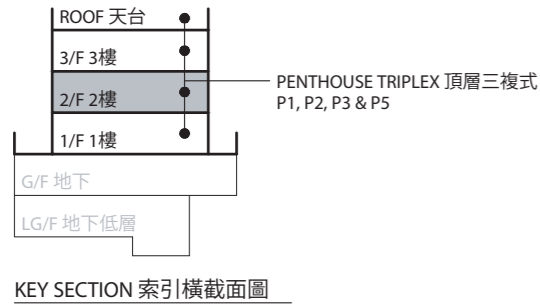 ROOF 天台
3/F 3樓
2/F 2樓
1/F 1樓
G/F 地下
LG/F 地下低層
PENTHOUSE TRIPLEX 頂層三複式
P1, P2, P3 & P5
KEY SECTION 索引橫截面圖